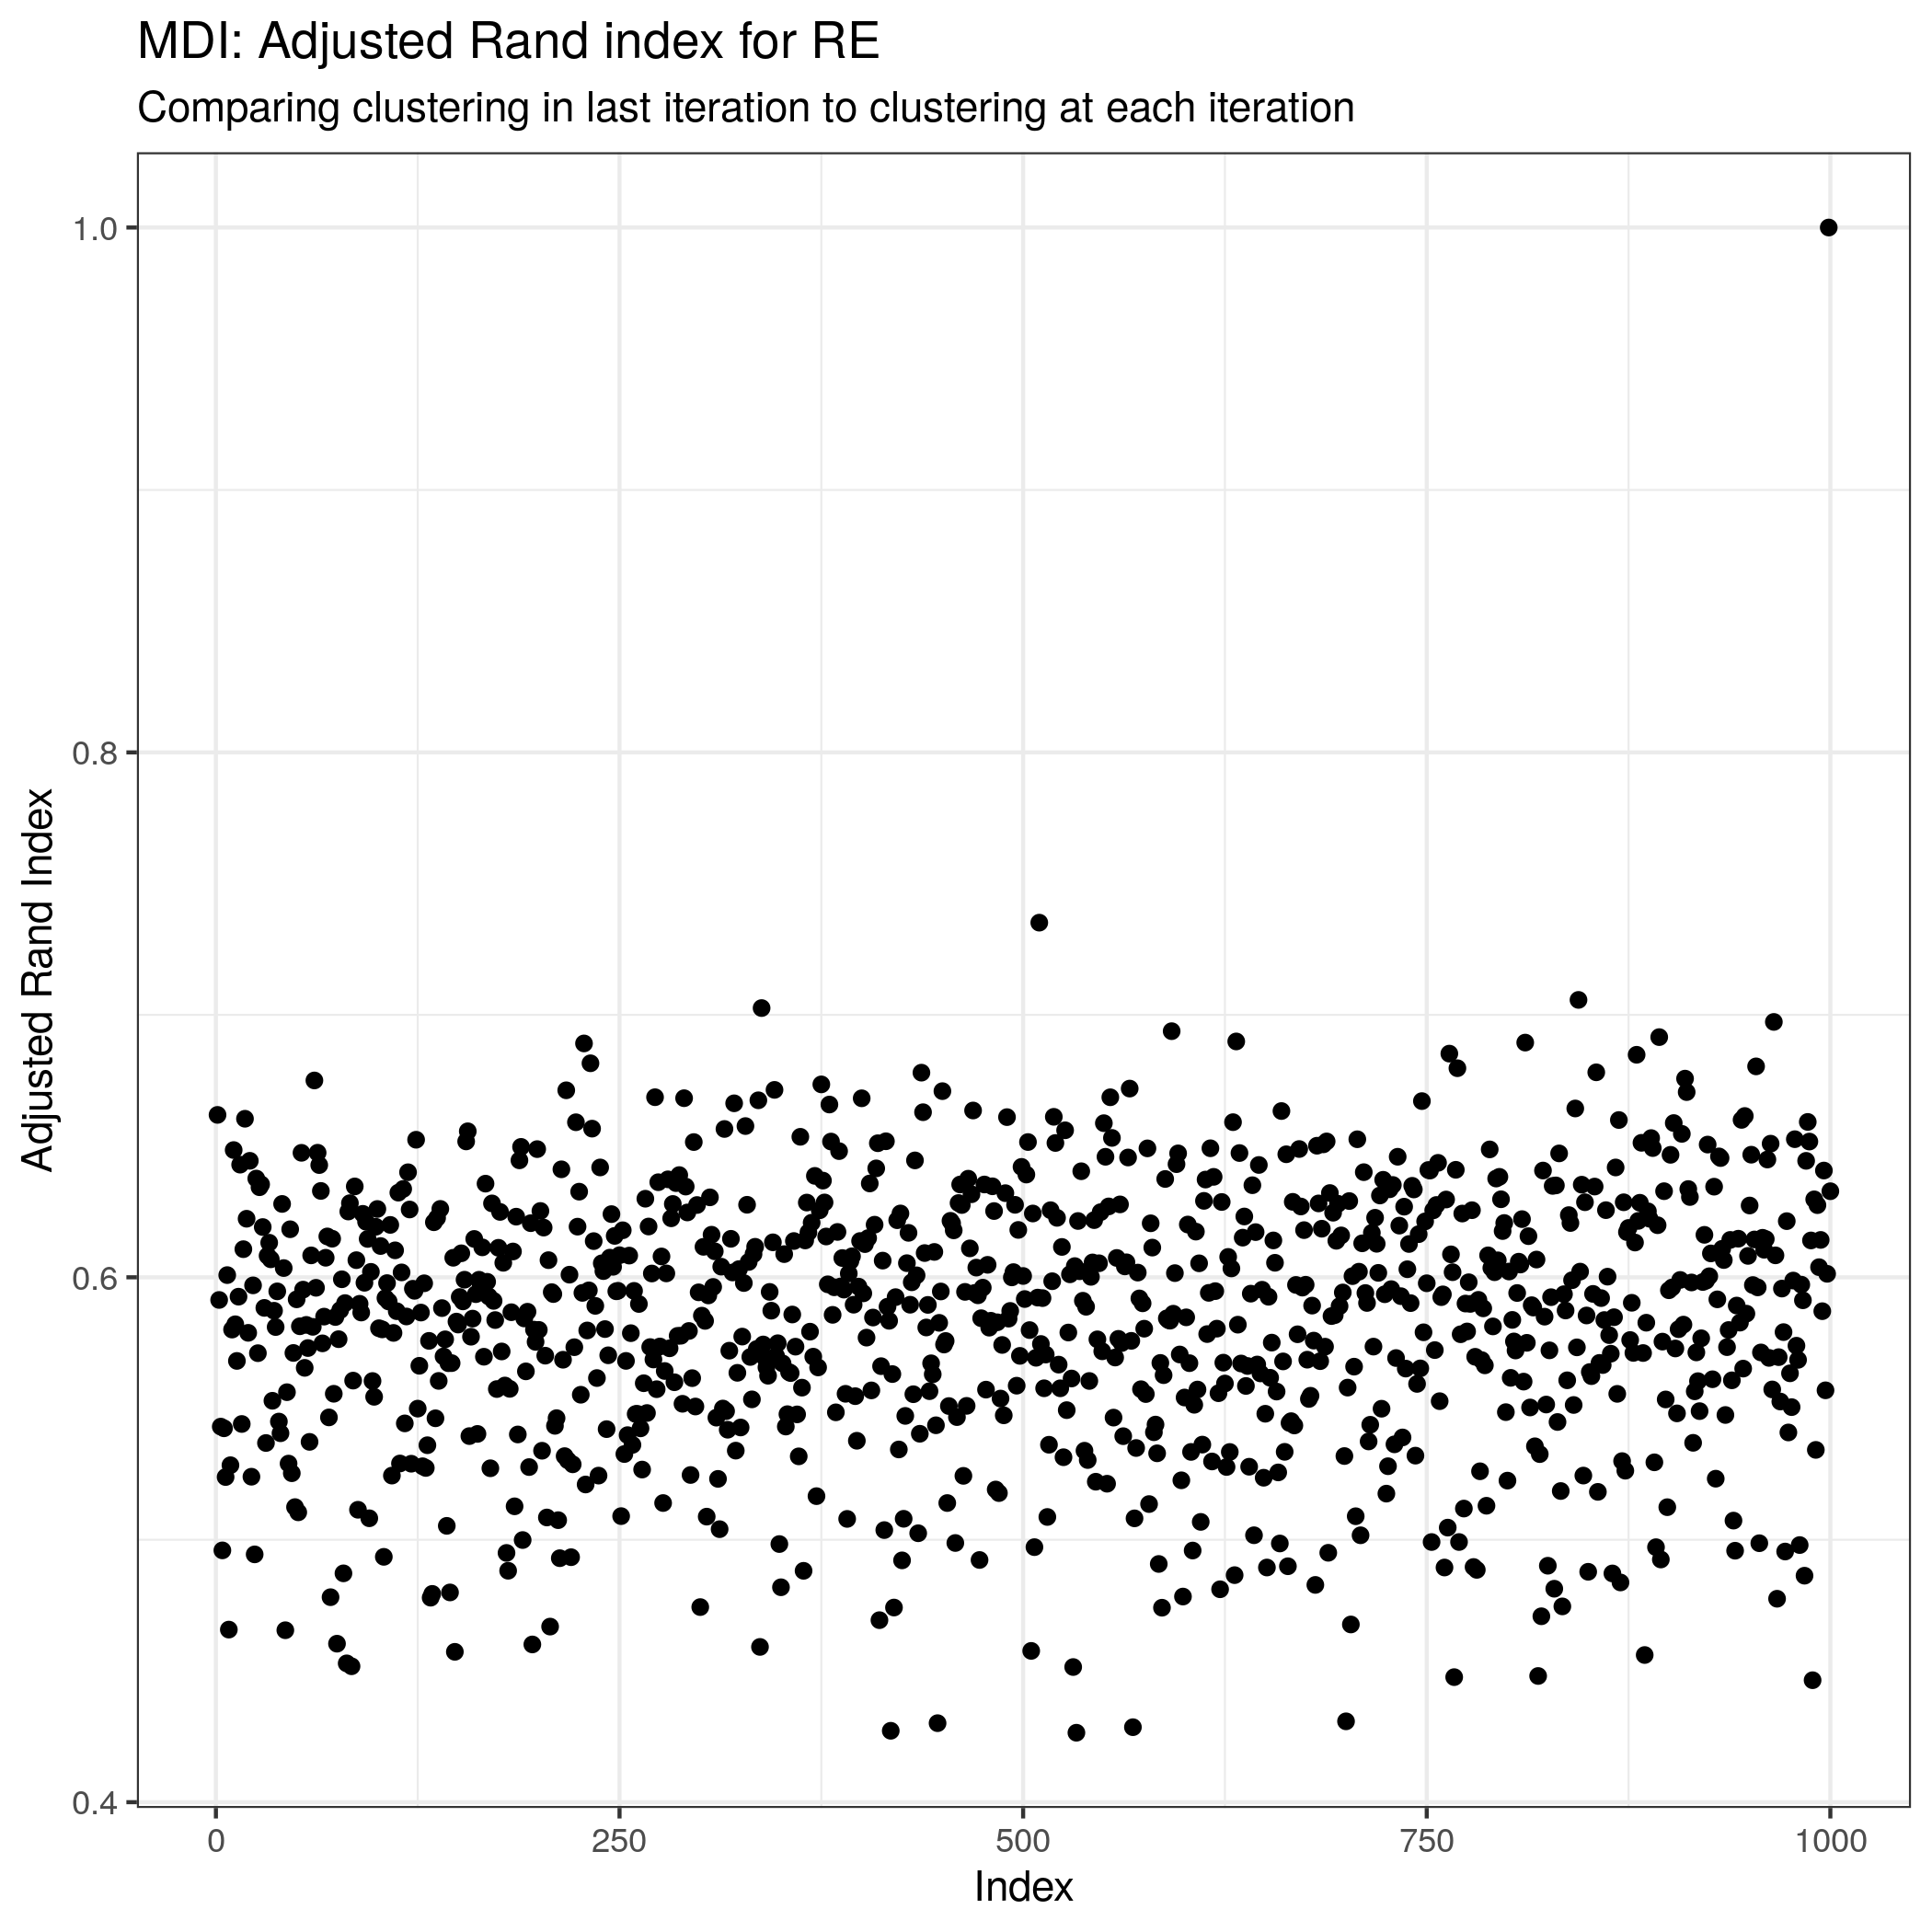 MDI: Adjusted Rand index for RE
Comparing clustering in last iteration to clustering at each iteration
Adjusted Rand Index
1.0
0.8
0.6
0.4
0 250 500 750 1000
Index